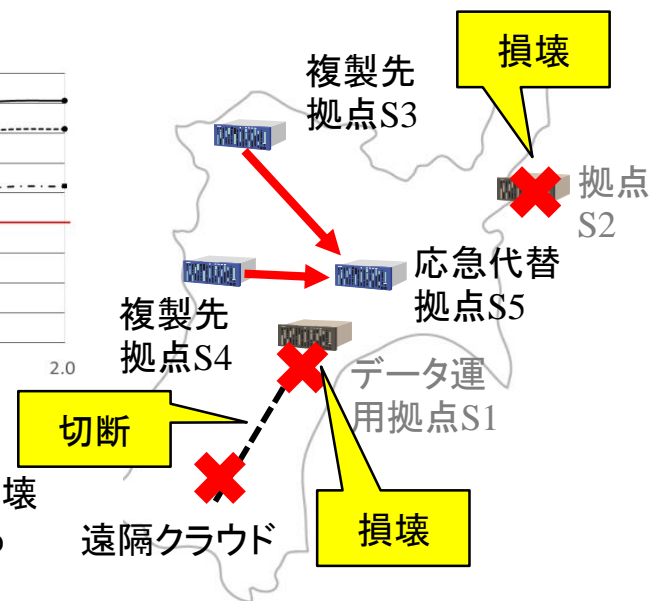 損壊
複製先
拠点S3
拠点
S2
応急代替
拠点S5
複製先
拠点S4
2.0
データ運
用拠点S1
切断
壊
遠隔クラウド
損壊